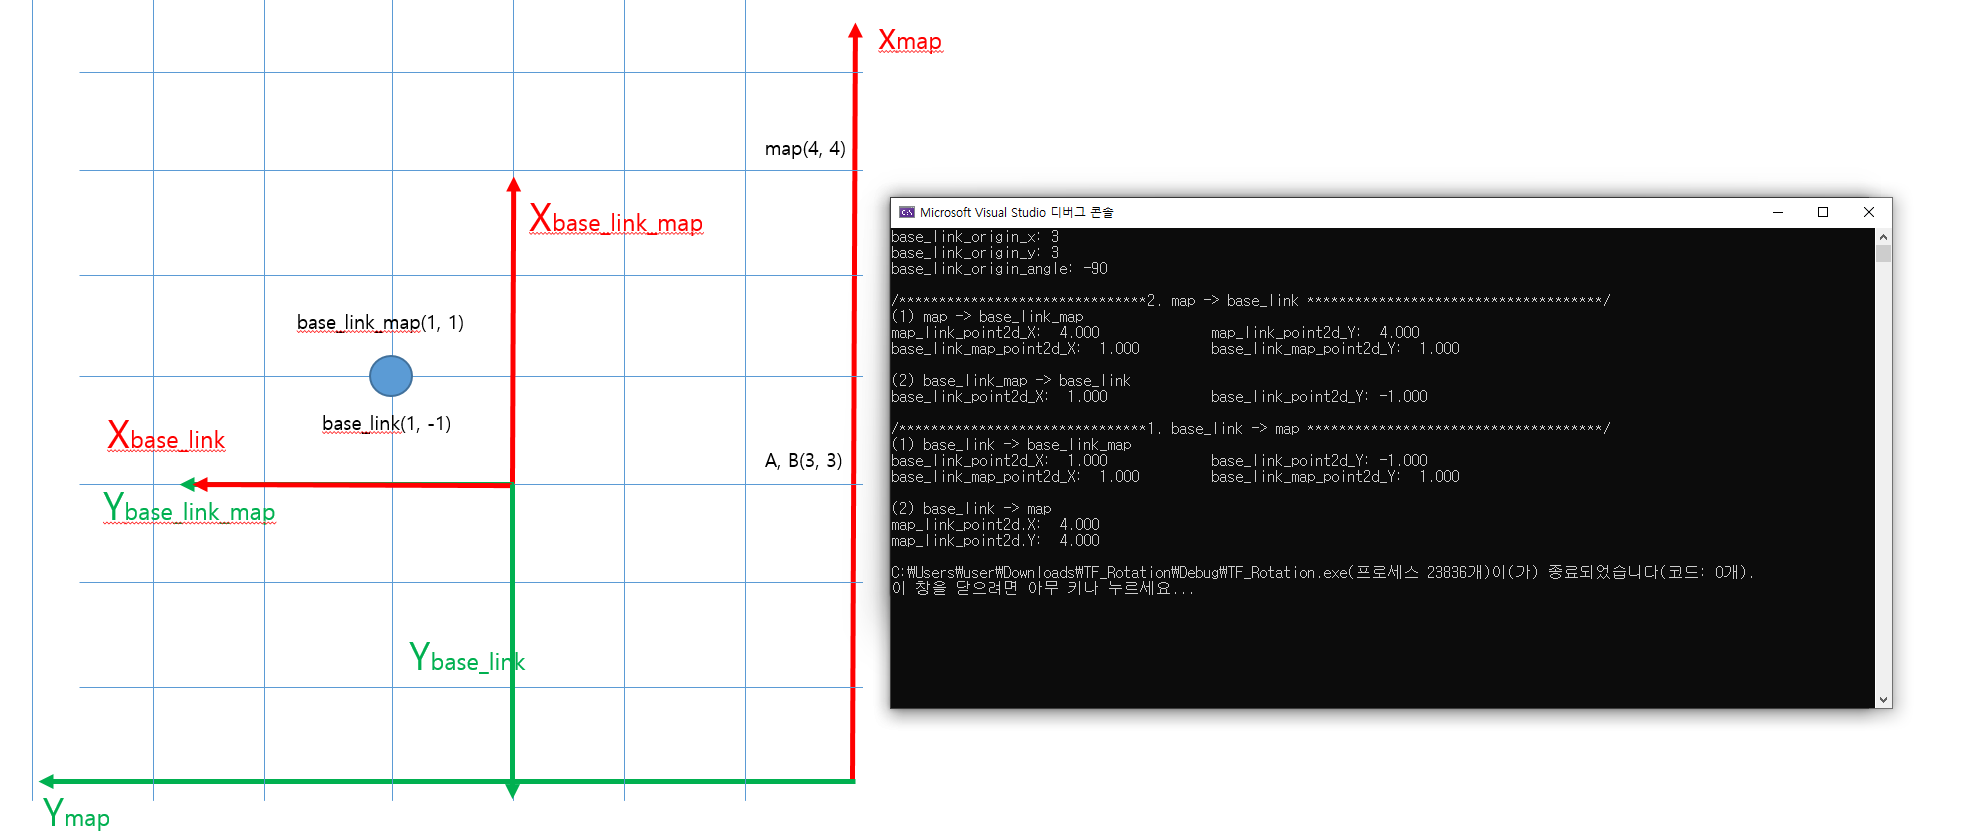 Xmap
map(4, 4)
Xbase_link_map
base_link_map(1, 1)
base_link(1, -1)
Xbase_link
A, B(3, 3)
Ybase_link_map
Ybase_link
Ymap
Microsoft Visual Studio 디버그 콘솔
base_link_origin_x: 3
base_link_origin_y: 3
base_link_origin_angle: -90
/*******************************2. map -> base_link *************************************/
(1) map -> base_link_map
map_link_point2d_X:  4.000              map_link_point2d_Y:  4.000
base_link_map_point2d_X:  1.000         base_link_map_point2d_Y:  1.000
(2) base_link_map -> base_link
base_link_point2d_X:  1.000             base_link_point2d_Y: -1.000
/*******************************1. base_link -> map *************************************/
(1) base_link -> base_link_map
base_link_point2d_X:  1.000             base_link_point2d_Y: -1.000
base_link_map_point2d_X:  1.000         base_link_map_point2d_Y:  1.000
(2) base_link -> map
map_link_point2d.X:  4.000
map_link_point2d.Y:  4.000
C:₩Users₩user₩Downloads₩TF_Rotation₩Debug₩TF_Rotation.exe(프로세스 23836개)이(가) 종료되었습니다(코드: 0개).
이 창을 닫으려면 아무 키나 누르세요...